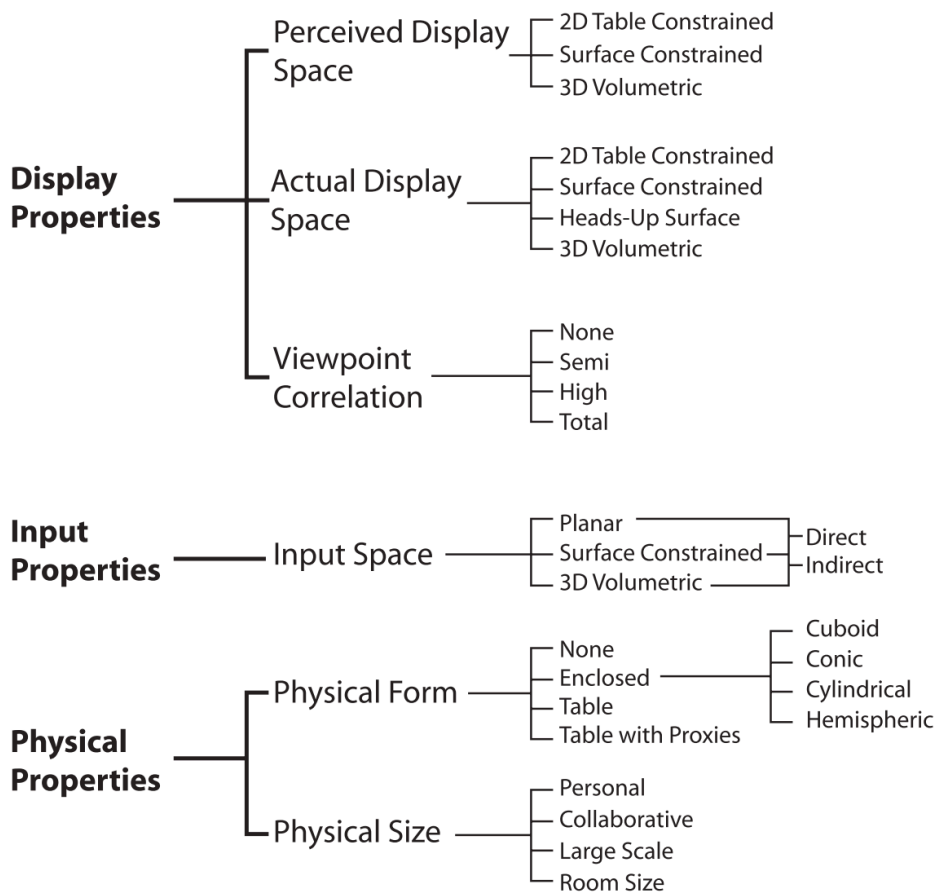 Perceived Display
Space
2D Table Constrained
Surface Constrained
3D Volumetric
Display
Properties
Actual Display
Space
2D Table Constrained
Surface Constrained
Heads-Up Surface
3D Volumetric
Viewpoint
Correlation
None
Semi
High
Total
Input
Properties
Input Space
Planar
Surface Constrained
3D Volumetric
Direct
Indirect
Physical
Properties
Physical Form
None
Enclosed
Table
Table with Proxies
Cuboid
Conic
Cylindrical
Hemispheric
Physical Size
Personal
Collaborative
Large Scale
Room Size